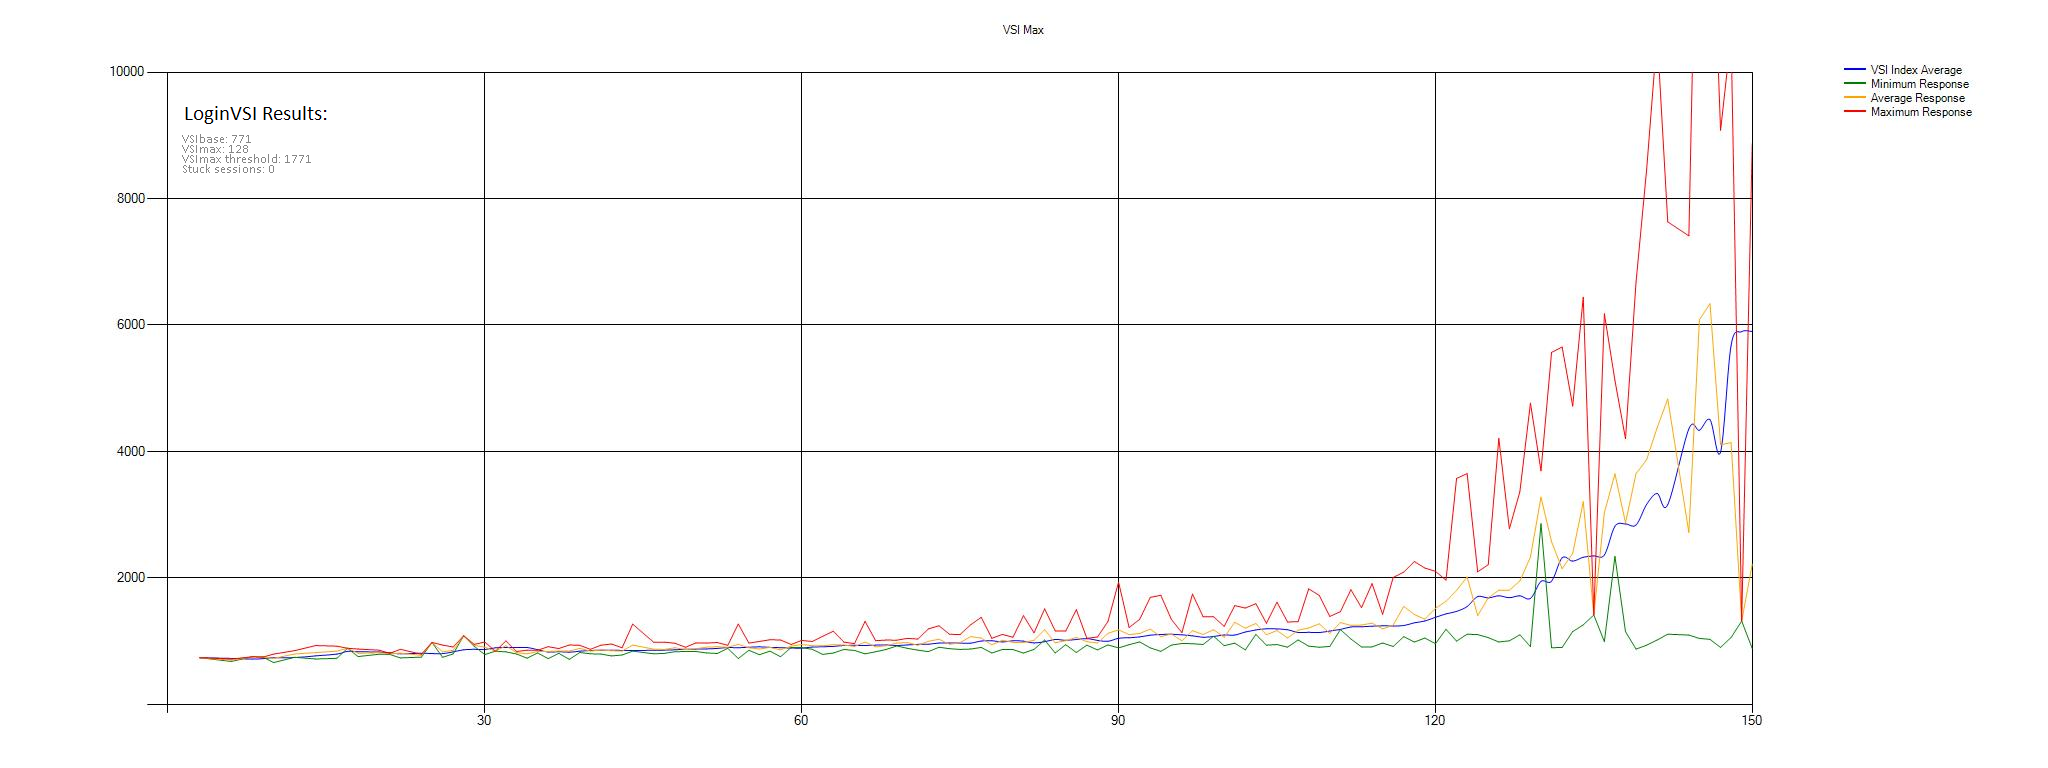 VSI Max
10000
8000
6000
4000
2000
LoginVSI Results:
VSIbase: 771
VSImax: 128
VSImax threshold: 1771
Stuck sessions: 0
30
60
90
120
150
VSI Index Average
Minimum Response
Average Response
Maximum Response